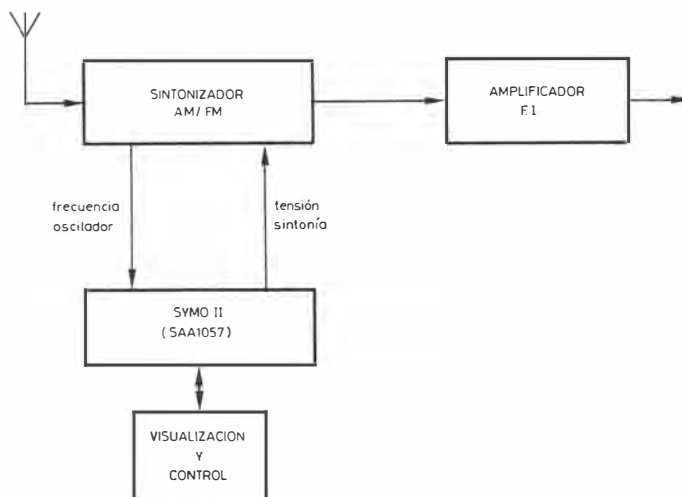 SINTONIZADOR
AM/FM
AMPLIFICADOR
F.I.
frecuencia
oscilador
tensión
sintonía
SYMO II
(SAA1057)
VISUALIZACION
Y
CONTROL